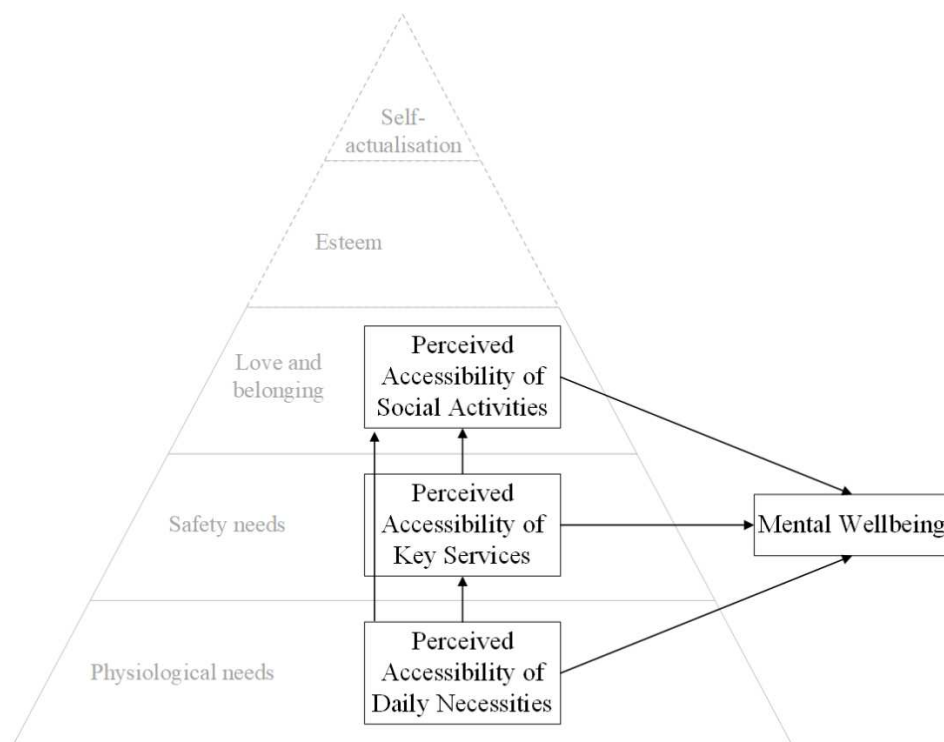 Self-
actualisation
Esteem
Love and
belonging
Perceived
Accessibility of
Social Activities
Safety needs
Perceived
Accessibility of
Key Services
Mental Wellbeing
Physiological needs
Perceived
Accessibility of
Daily Necessities